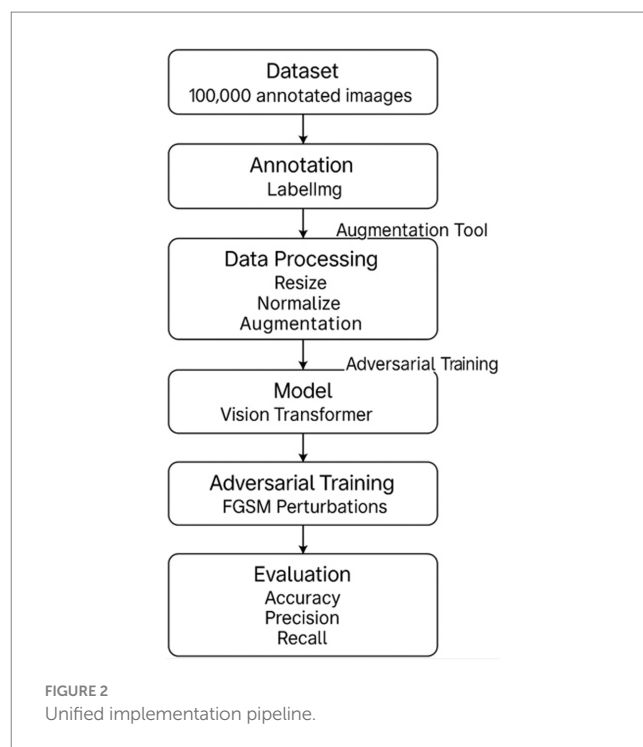 Dataset
100,000 annotated imaages
Annotation
LabelImg
Augmentation Tool
Data Processing
Resize
Normalize
Augmentation
Adversarial Training
Model
Vision Transformer
Adversarial Training
FGSM Perturbations
Evaluation
Accuracy
Precision
Recall
FIGURE 2
Unified implementation pipeline.